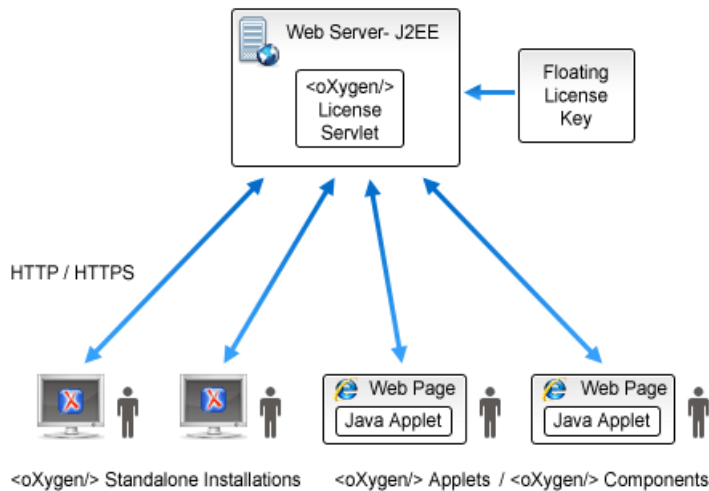 Web Server- J2EE
<oXygen/>
License
Servlet
Floating
License
Key
HTTP / HTTPS
X
X
Web Page
Java Applet
Web Page
Java Applet
<oXygen/> Standalone Installations
<oXygen/> Applets / <oXygen/> Components